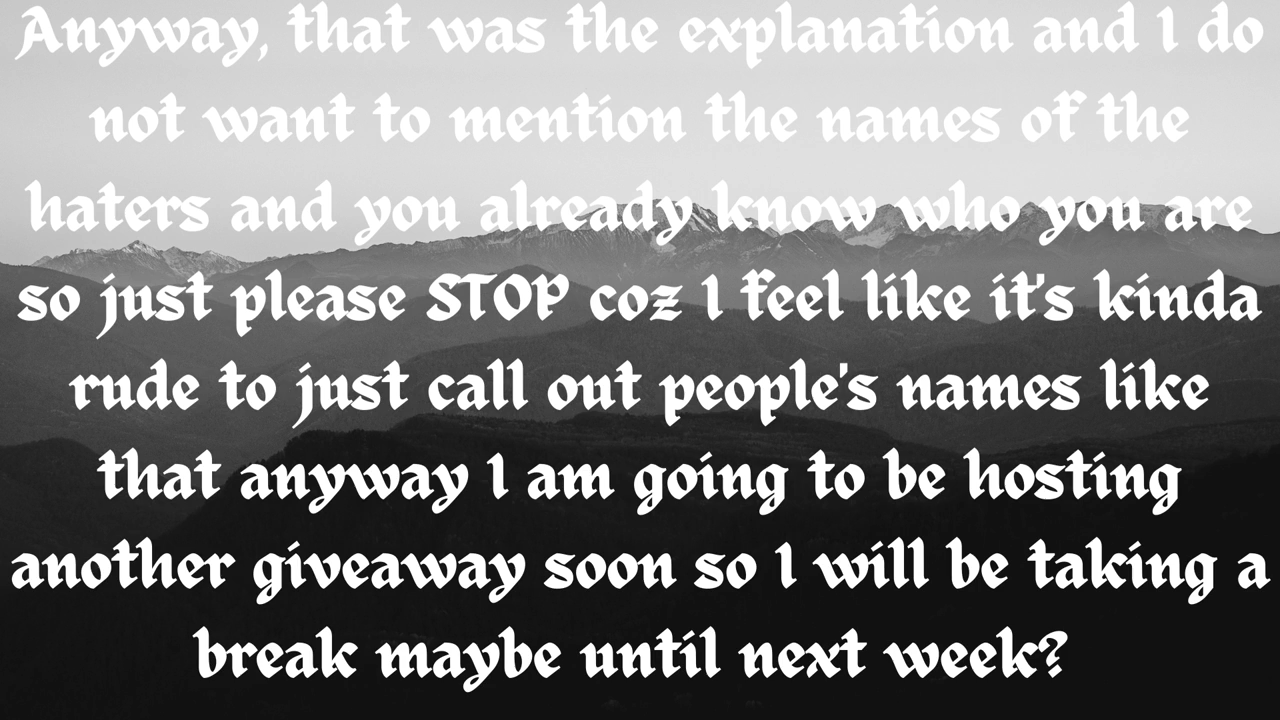 Anyway, that was the explanation and I do
not want to mention the names of the
haters and you already know who you are
so just please STOP coz I feel like it's kinda
rude to just call out people's names like
that anyway I am going to be hosting
another giveaway soon so I will be taking a
break maybe until next week?